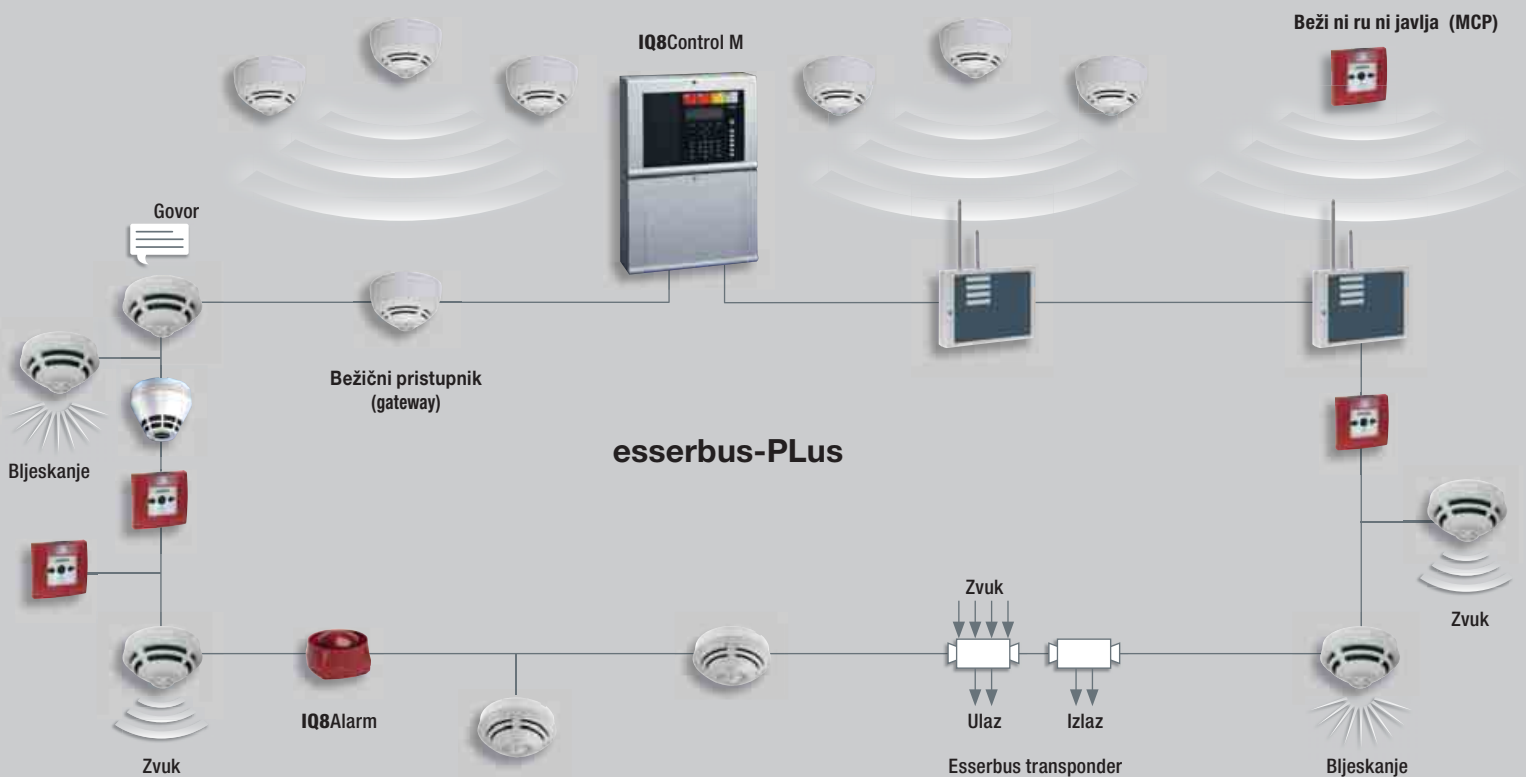 Beži ni ru ni javlja (MCP)
IQ8Control M
Govor
Bežični pristupnik
(gateway)
esserbus-PLus
Bljeskanje
Zvuk
Zvuk
IQ8Alarm
Ulaz
Izlaz
Zvuk
Esserbus transponder
Bljeskanje